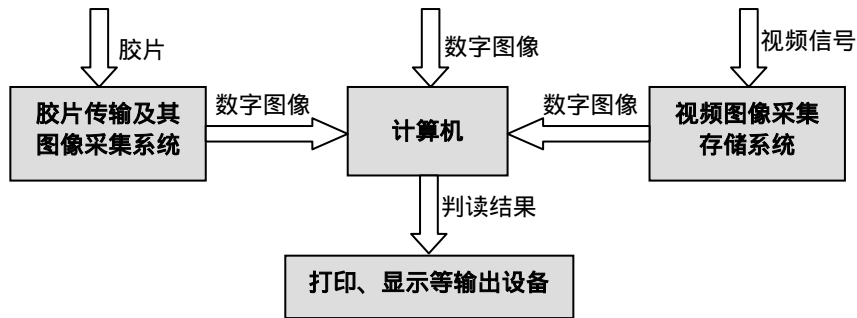 胶片
数字图像
视频信号
胶片传输及其
图像采集系统
数字图像
计算机
数字图像
视频图像采集
存储系统
判读结果
打印、显示等输出设备